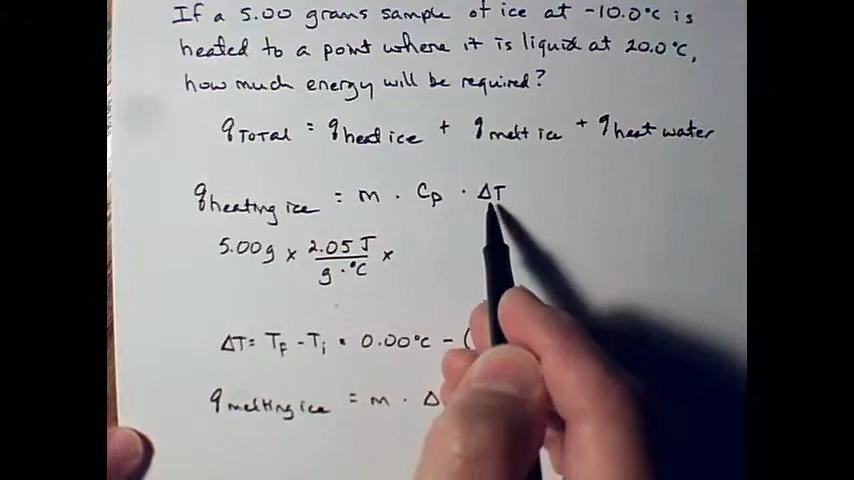 If a 5.00 grams sample of ice at -10.0°C is
heated to a point where it is liquid at 20.0°C,
how much energy will be required?
qTOTAL = qheat ice + qmelt ice + qheat water
qheating ice = m · Cp · ΔT
5.00g x 2.05 J / g · °C x
ΔT = TF - Ti = 0.00°C - (
qmelting ice = m · Δ